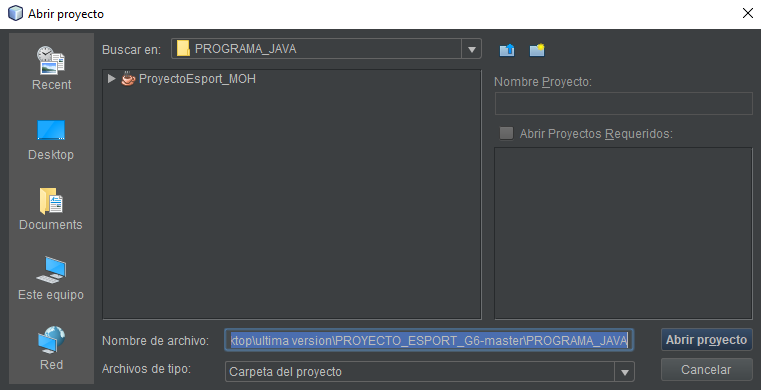 Abrir proyecto
Buscar en: PROGRAMA_JAVA
Recent
Desktop
Documents
Este equipo
Red
ProyectoEsport_MOH
Nombre Proyecto:
Abrir Proyectos Requeridos:
Nombre de archivo: ktop\ultima version\PROYECTO_ESPORT_G6-master\PROGRAMA_JAVA
Archivos de tipo: Carpeta del proyecto
Abrir proyecto
Cancelar